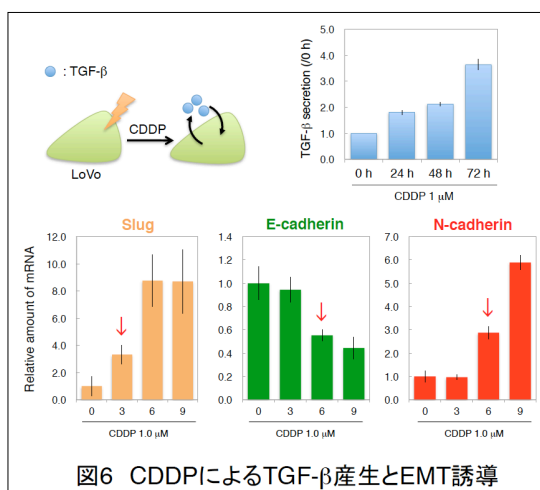 : TGF-β
CDDP
LoVo
TGF-β secretion (/0 h)
5.0
4.0
3.0
2.0
1.0
0.0
0 h 24 h 48 h 72 h
CDDP 1 μM
Slug
Relative amount of mRNA
12.0
10.0
8.0
6.0
4.0
2.0
0.0
0 3 6 9
CDDP 1.0 μM
E-cadherin
1.4
1.2
1.0
0.8
0.6
0.4
0.2
0.0
0 3 6 9
CDDP 1.0 μM
N-cadherin
7.0
6.0
5.0
4.0
3.0
2.0
1.0
0.0
0 3 6 9
CDDP 1.0 μM
図6 CDDPによるTGF-β産生とEMT誘導